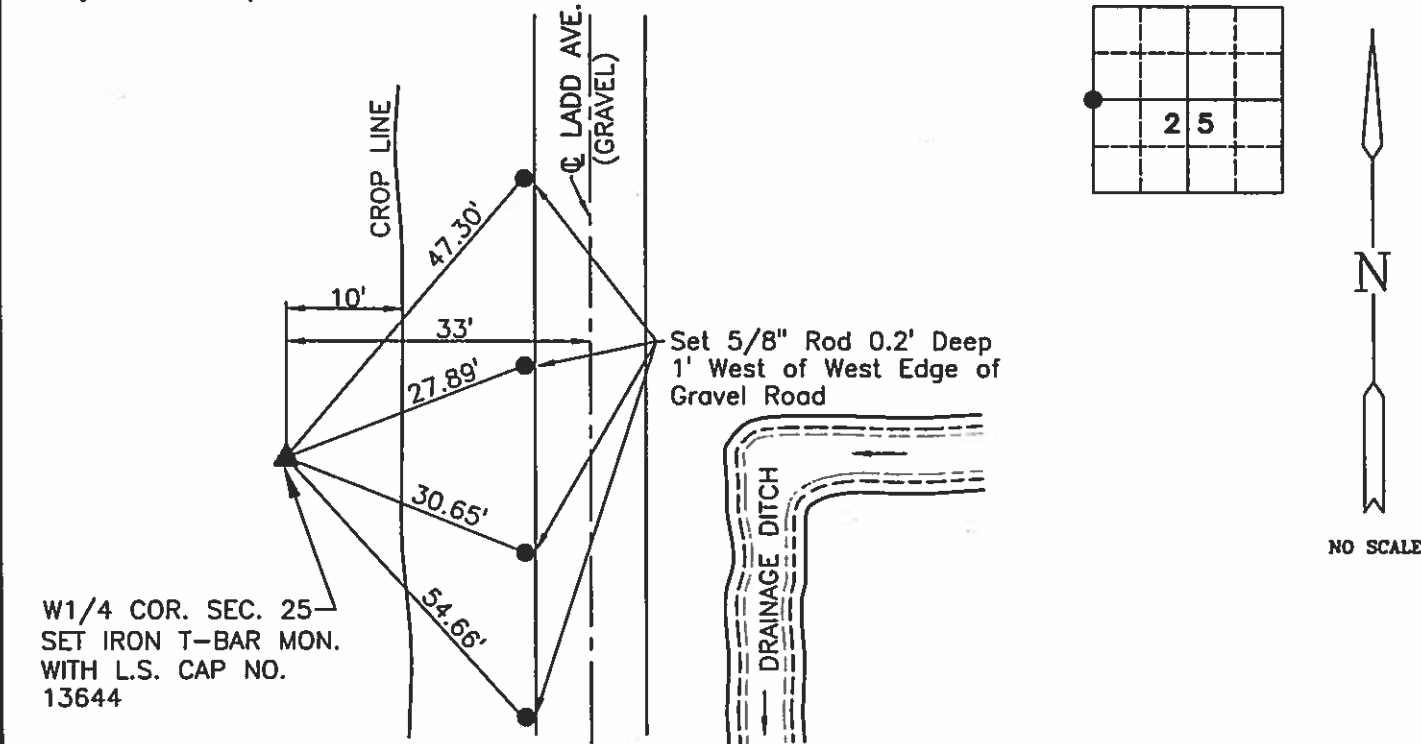 ℄ LADD AVE.
(GRAVEL)
CROP LINE
47.30'
10'
33'
27.89'
30.65'
54.66'
Set 5/8" Rod 0.2' Deep
1' West of West Edge of
Gravel Road
DRAINAGE DITCH
W1/4 COR. SEC. 25
SET IRON T-BAR MON.
WITH L.S. CAP NO.
13644
25
N
NO SCALE